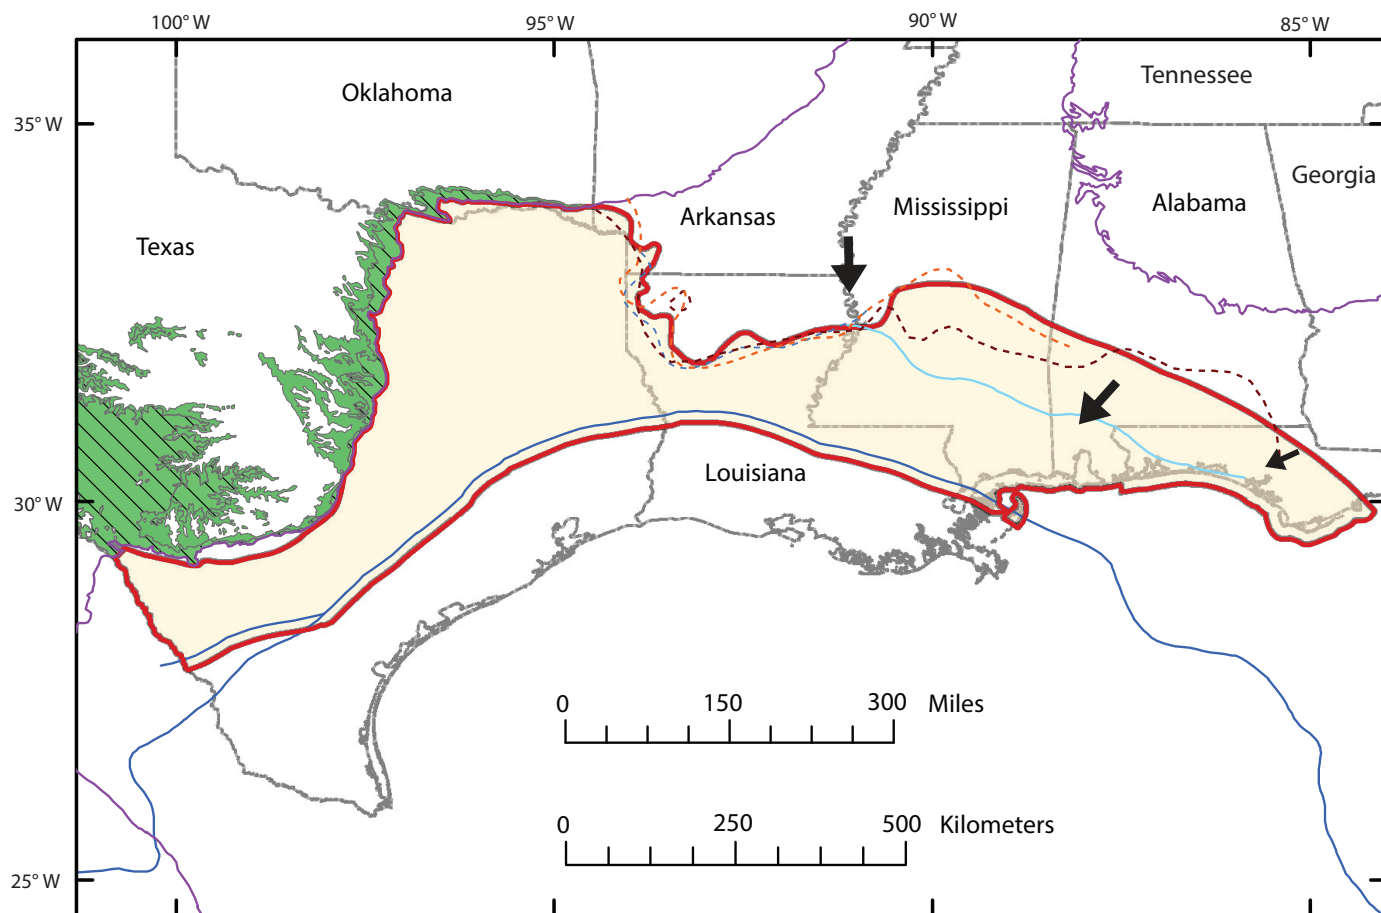 100° W 95° W 90° W 85° W
Tennessee
Oklahoma
35° W
Georgia
Alabama
Mississippi
Arkansas
Texas
Louisiana
30° W
0 150 300 Miles
0 250 500 Kilometers
25° W